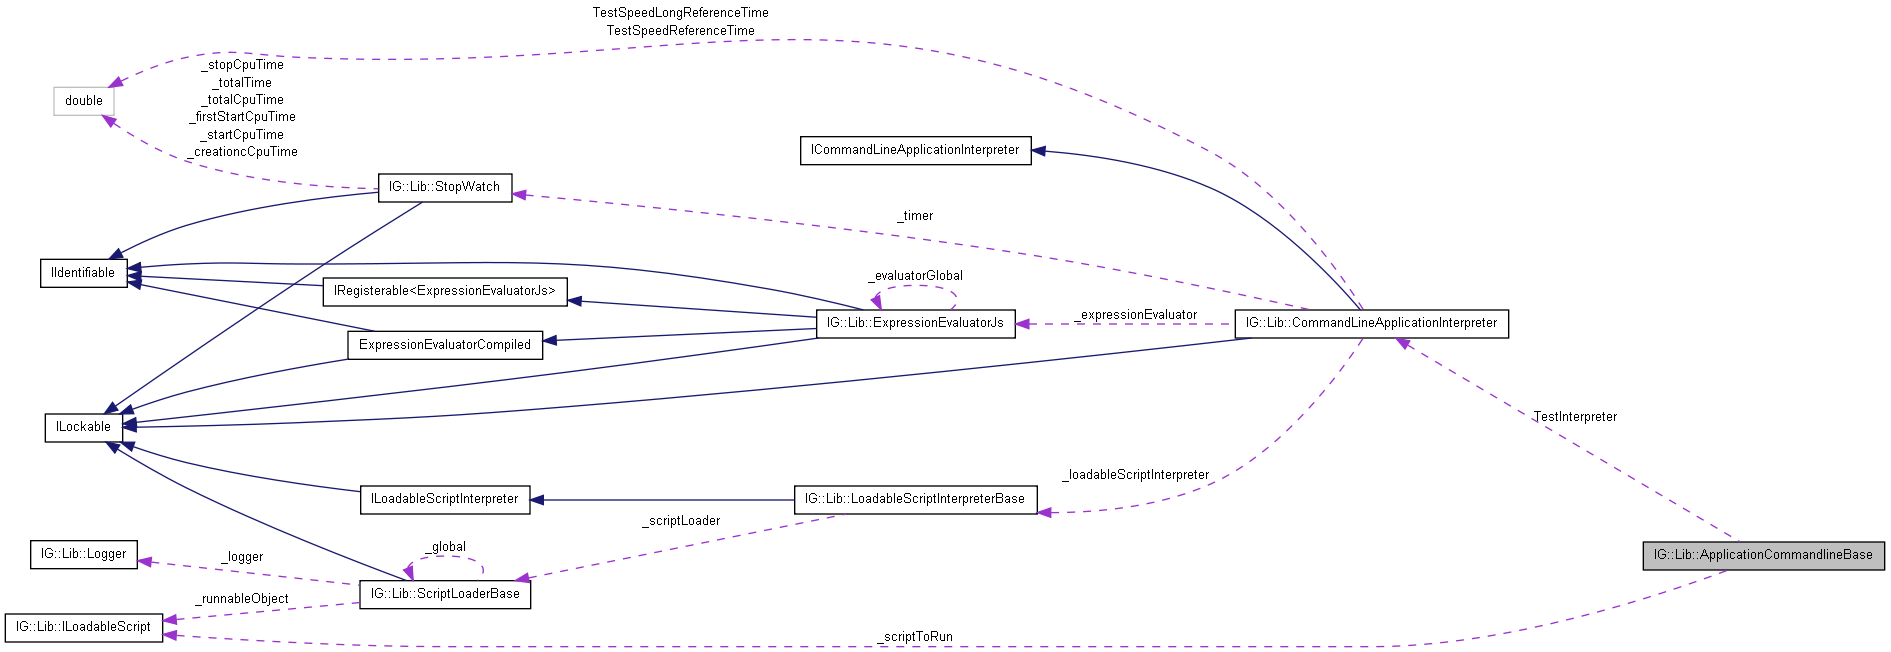 TestSpeedLongReferenceTime
TestSpeedReferenceTime
_stopCpuTime
_totalTime
_totalCpuTime
_firstStartCpuTime
_startCpuTime
_creationcCpuTime
double
ICommandLineApplicationInterpreter
IG::Lib::StopWatch
_timer
IIdentifiable
_evaluatorGlobal
IRegisterable<ExpressionEvaluatorJs>
IG::Lib::ExpressionEvaluatorJs
_expressionEvaluator
IG::Lib::CommandLineApplicationInterpreter
ExpressionEvaluatorCompiled
ILockable
TestInterpreter
_loadableScriptInterpreter
ILoadableScriptInterpreter
IG::Lib::LoadableScriptInterpreterBase
_scriptLoader
_global
IG::Lib::Logger
_logger
IG::Lib::ApplicationCommandlineBase
IG::Lib::ScriptLoaderBase
_runnableObject
IG::Lib::ILoadableScript
_scriptToRun